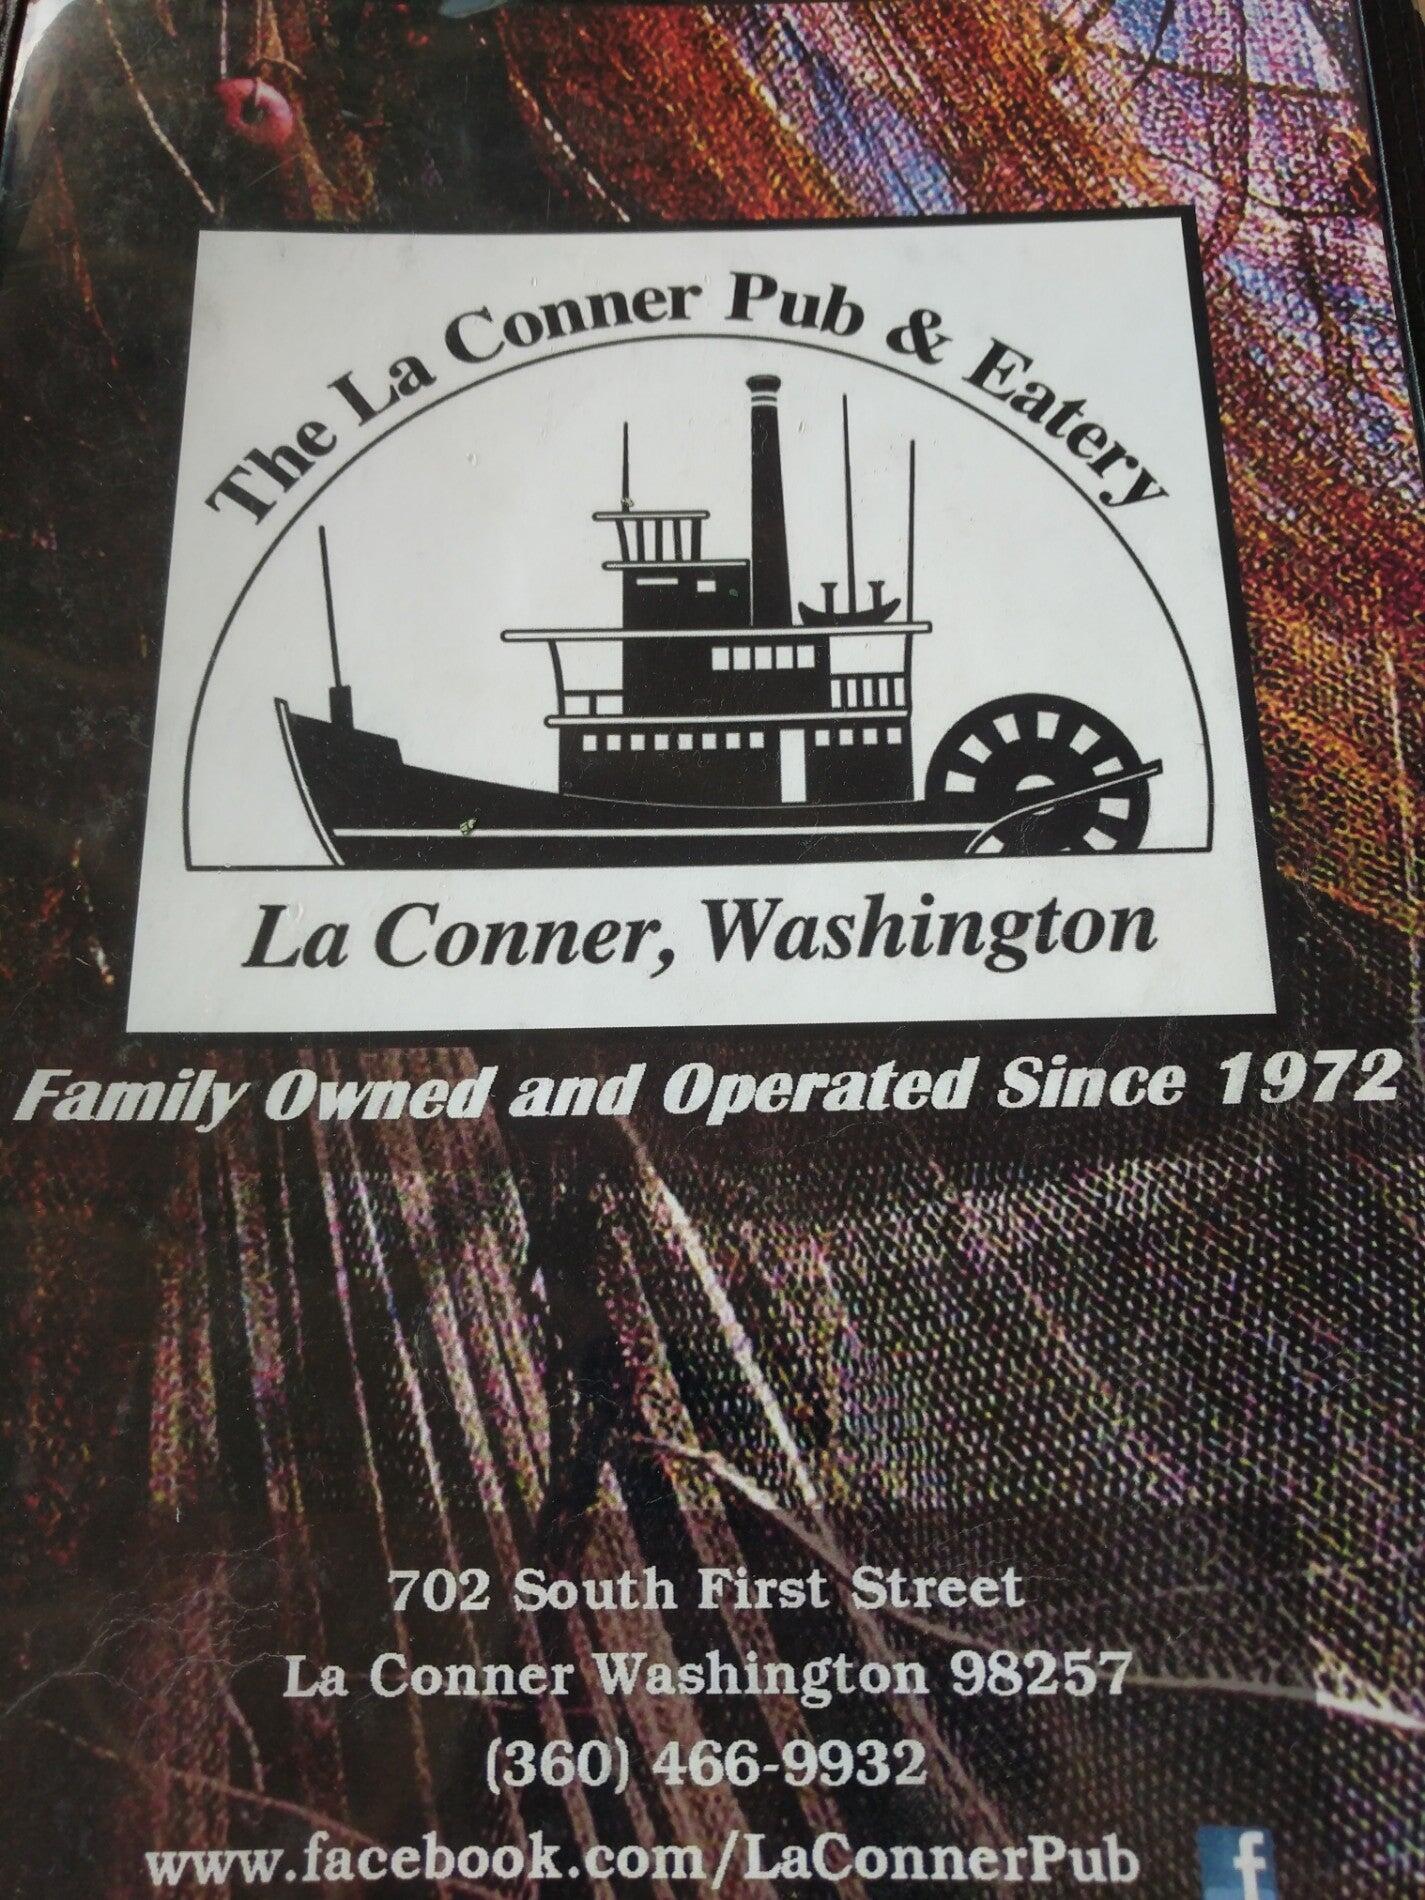 The La Conner Pub & Eatery
La Conner, Washington
Family Owned and Operated Since 1972
702 South First Street
La Conner Washington 98257
(360) 466-9932
www.facebook.com/LaConnerPub f